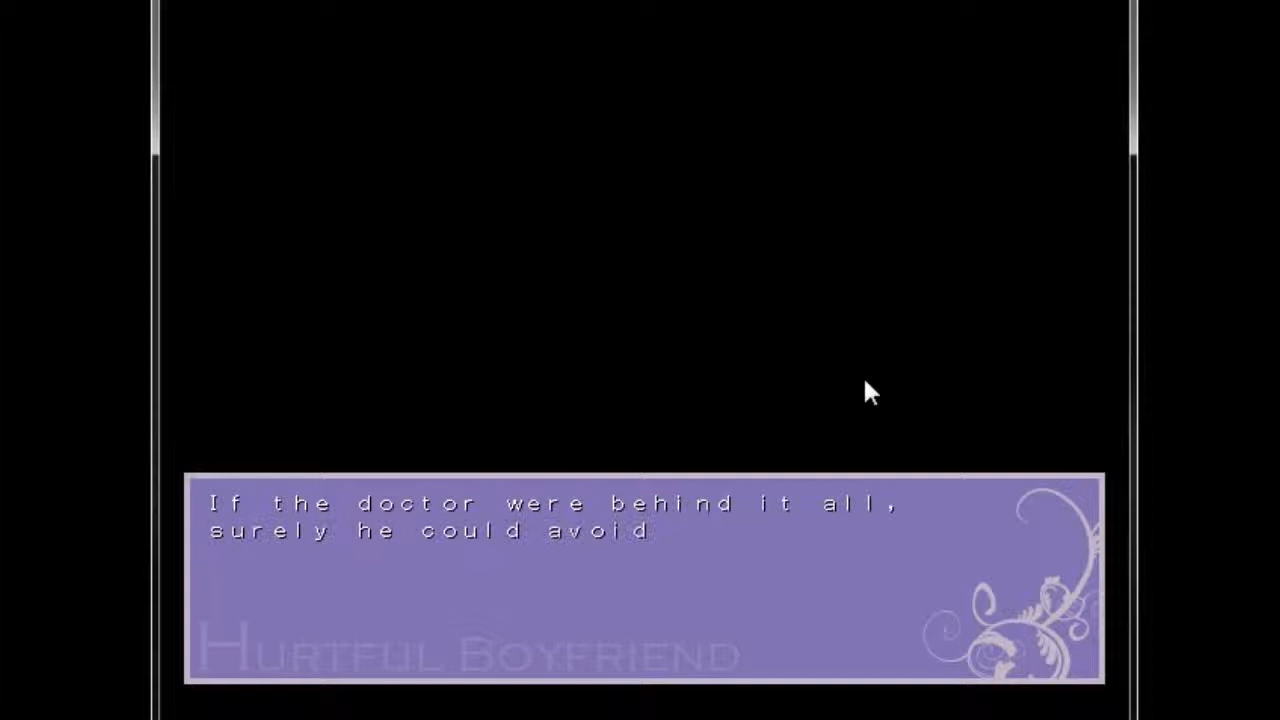 If the doctor were behind it all,
surely he could avoid
HURTFUL BOYFRIEND